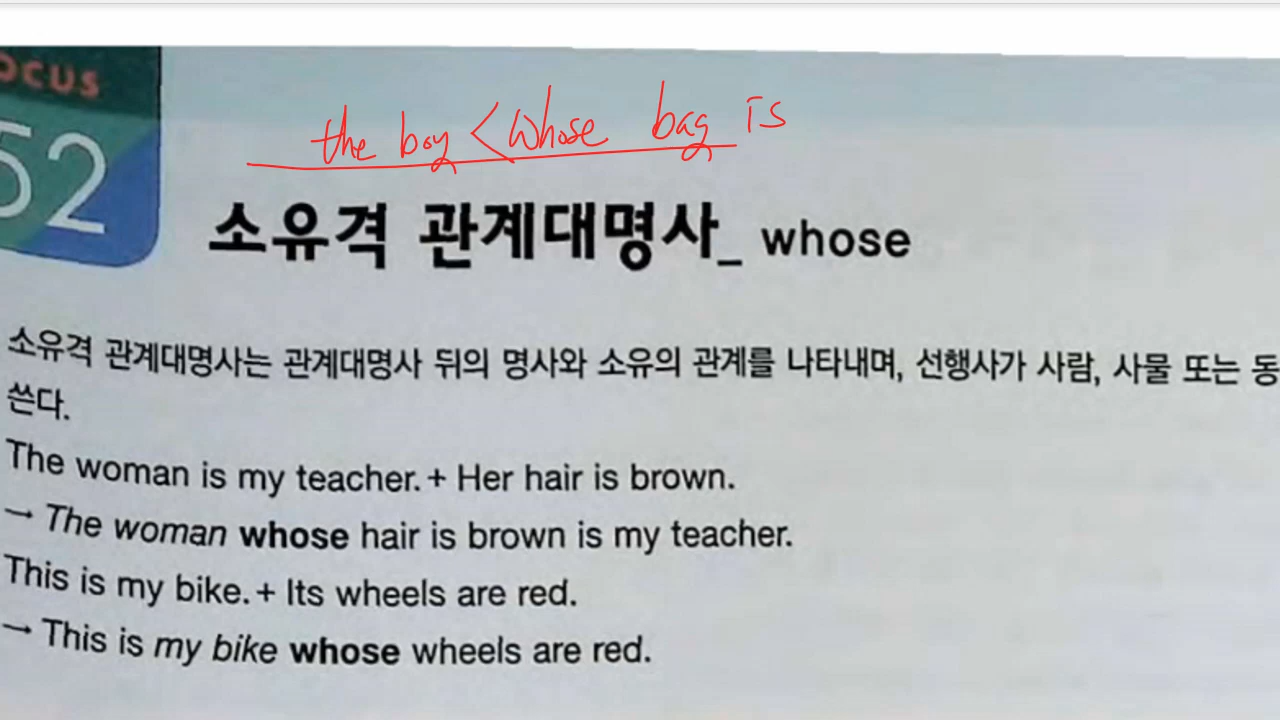 OCUS
52
the boy < whose bag is
소유격 관계대명사_ whose
소유격 관계대명사는 관계대명사 뒤의 명사와 소유의 관계를 나타내며, 선행사가 사람, 사물 또는 동
쓴다.
The woman is my teacher. + Her hair is brown.
→ The woman whose hair is brown is my teacher.
This is my bike. + Its wheels are red.
→ This is my bike whose wheels are red.